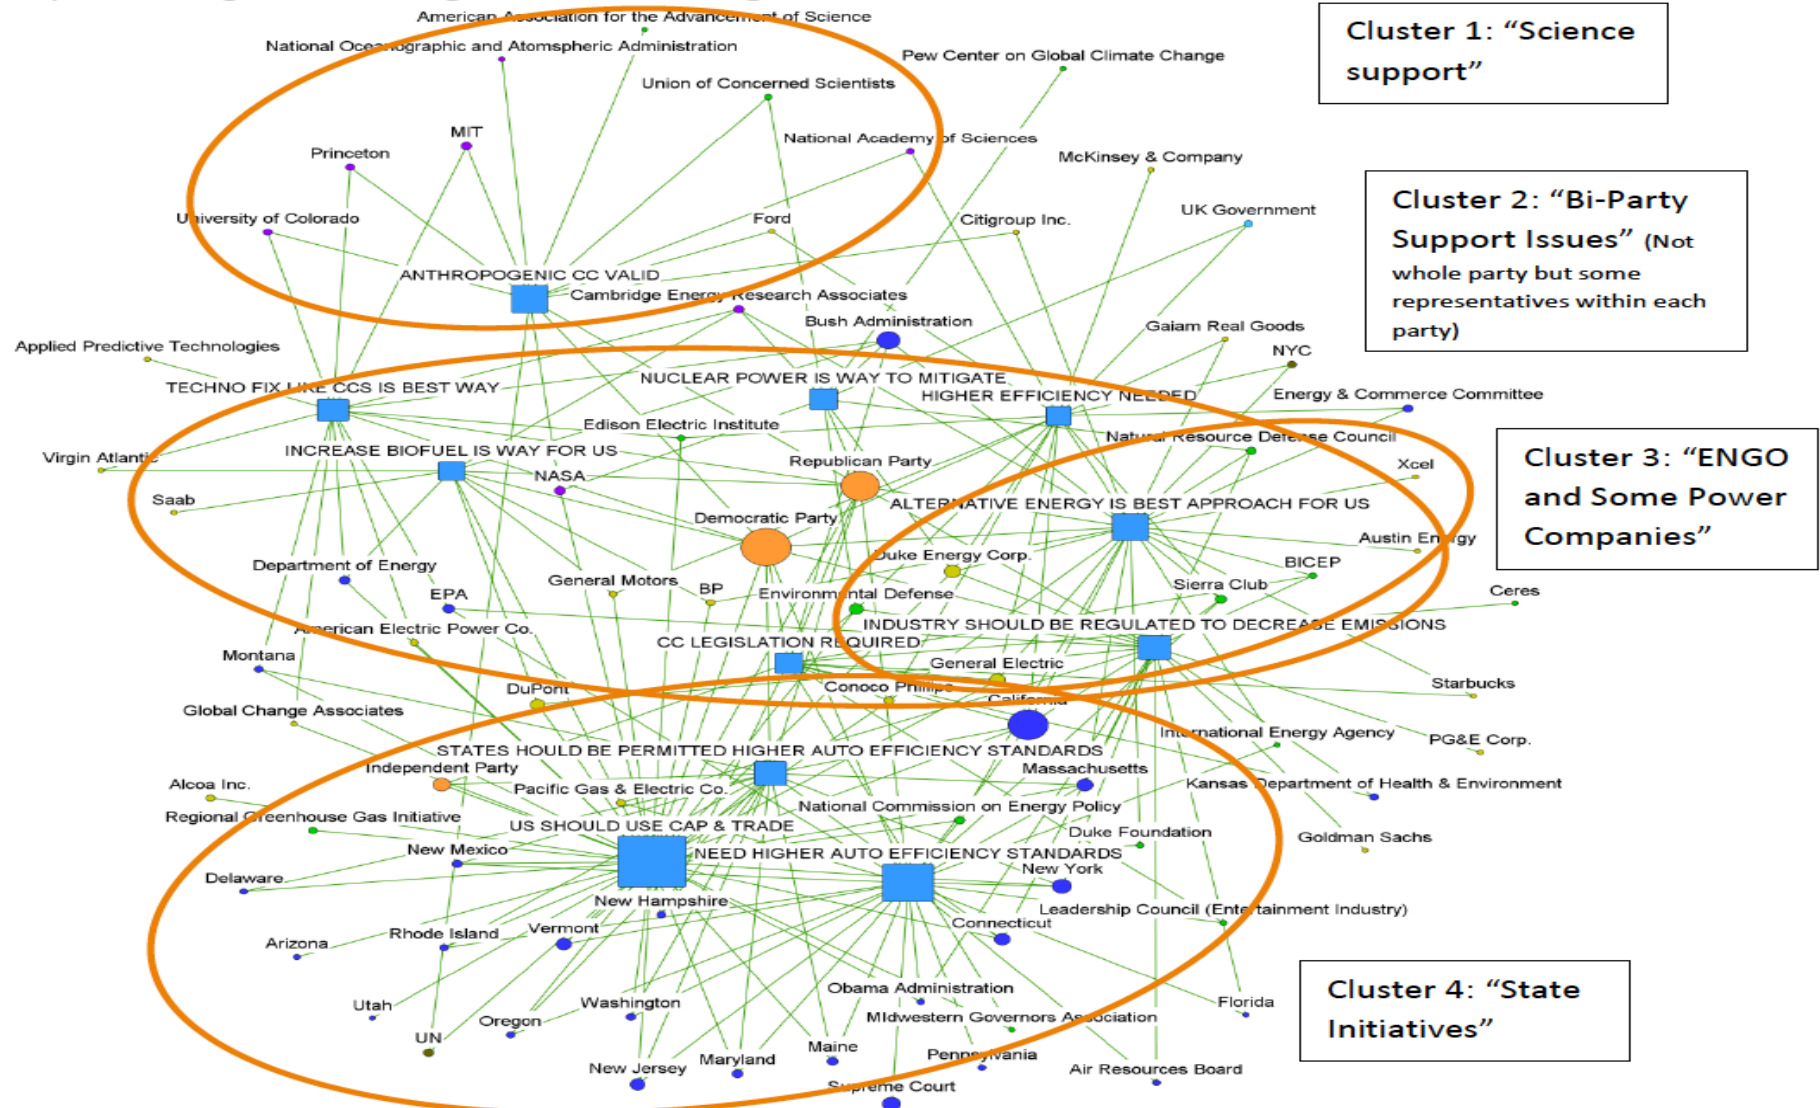 American Association for the Advancement of Science
National Oceanographic and Atomspheric Administration
Pew Center on Global Climate Change
Union of Concerned Scientists
MIT
National Academy of Sciences
Princeton
McKinsey & Company
University of Colorado
Ford
Citigroup Inc.
UK Government
ANTHROPOGENIC CC VALID
Cambridge Energy Research Associates
Bush Administration
Gaiam Real Goods
Applied Predictive Technologies
NYC
TECHNO FIX LIKE CCS IS BEST WAY
NUCLEAR POWER IS WAY TO MITIGATE
HIGHER EFFICIENCY NEEDED
Energy & Commerce Committee
Edison Electric Institute
Natural Resource Defense Council
INCREASE BIOFUEL IS WAY FOR US
Virgin Atlantic
NASA
Republican Party
Xcel
Saab
ALTERNATIVE ENERGY IS BEST APPROACH FOR US
Democratic Party
Austin Energy
Duke Energy Corp.
BICEP
Department of Energy
General Motors
BP
Sierra Club
EPA
Environmental Defense
Ceres
American Electric Power Co.
INDUSTRY SHOULD BE REGULATED TO DECREASE EMISSIONS
CC LEGISLATION REQUIRED
Montana
General Electric
DuPont
Conoco Phillips
California
Starbucks
Global Change Associates
International Energy Agency
PG&E Corp.
STATES HOULD BE PERMITTED HIGHER AUTO EFFICIENCY STANDARDS
Independent Party
Massachusetts
Alcoa Inc.
Pacific Gas & Electric Co.
Kansas Department of Health & Environment
National Commission on Energy Policy
Regional Greenhouse Gas Initiative
US SHOULD USE CAP & TRADE
Duke Foundation
Goldman Sachs
New Mexico
NEED HIGHER AUTO EFFICIENCY STANDARDS
New York
Delaware
New Hampshire
Leadership Council (Entertainment Industry)
Connecticut
Arizona
Rhode Island
Vermont
Obama Administration
Utah
Washington
Florida
Oregon
MIdwestern Governors Association
UN
Maine
Pennsylvania
New Jersey
Maryland
Air Resources Board
Supreme Court
Cluster 1: “Science
support”
Cluster 2: “Bi-Party
Support Issues” (Not
whole party but some
representatives within each
party)
Cluster 3: “ENGO
and Some Power
Companies”
Cluster 4: “State
Initiatives”